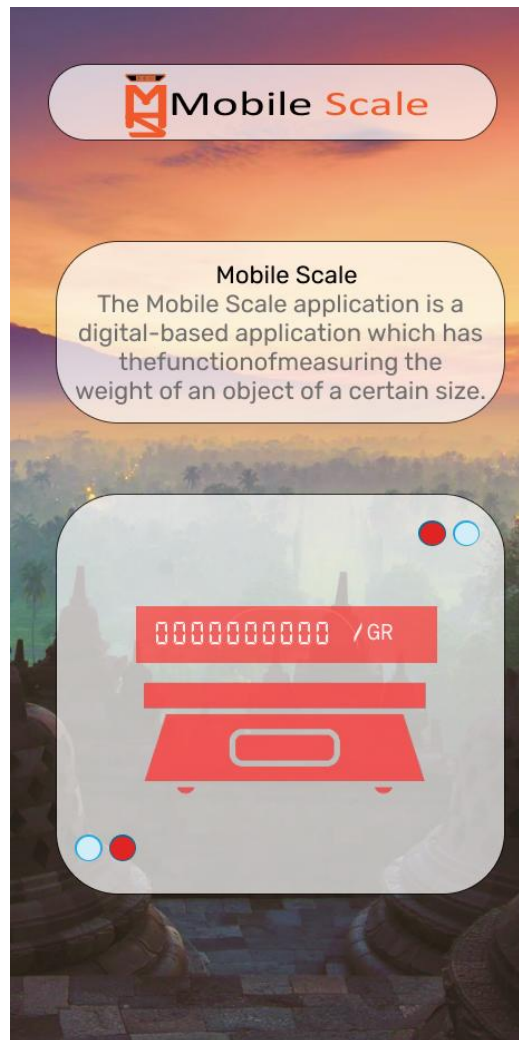 Mobile Scale
Mobile Scale
The Mobile Scale application is a
digital-based application which has
thefunctionofmeasuring the
weight of an object of a certain size.
0000000000 /GR